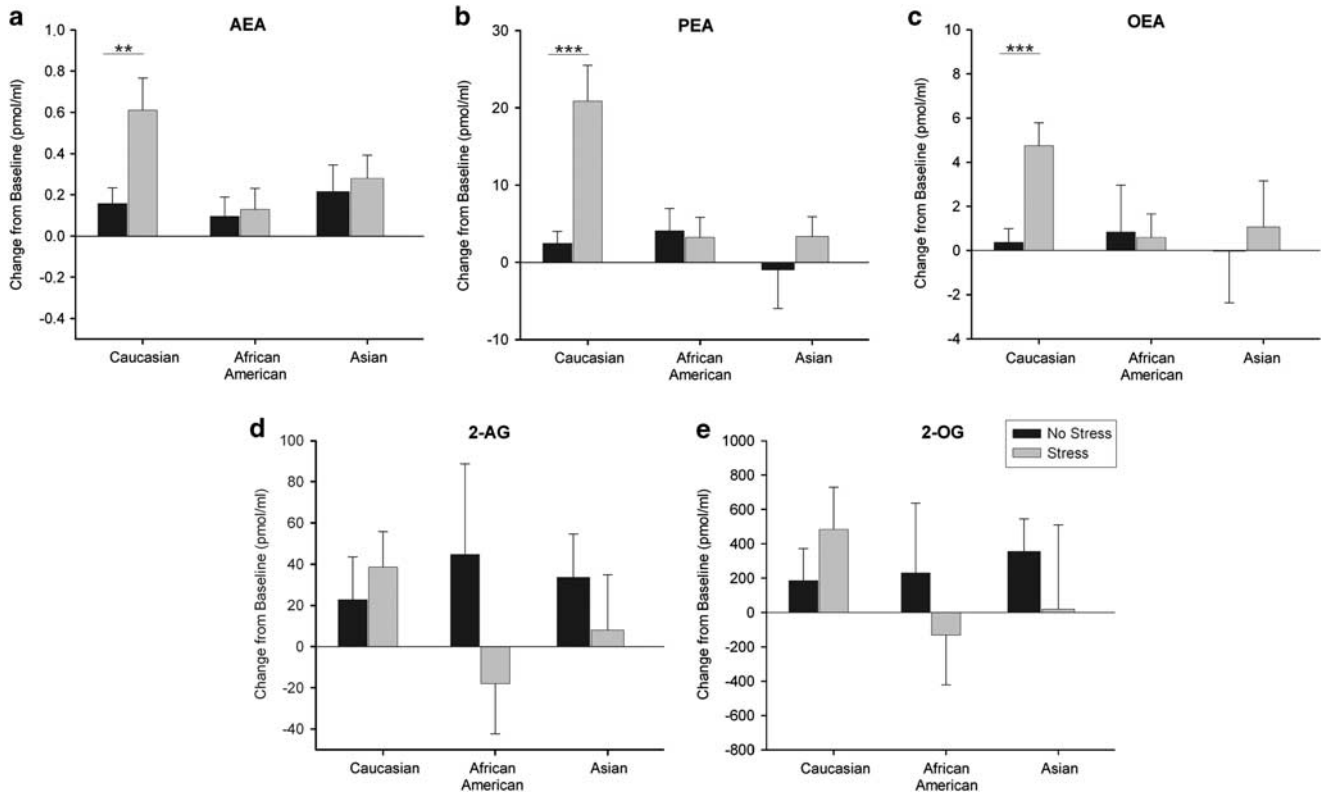 a
AEA
Change from Baseline (pmol/ml)
1.0
0.8
0.6
0.4
0.2
0.0
-0.2
-0.4
**
Caucasian
African
American
Asian
b
PEA
Change from Baseline (pmol/ml)
30
20
10
0
-10
***
Caucasian
African
American
Asian
c
OEA
Change from Baseline (pmol/ml)
10
8
6
4
2
0
-2
-4
***
Caucasian
African
American
Asian
d
2-AG
Change from Baseline (pmol/ml)
100
80
60
40
20
0
-20
-40
Caucasian
African
American
Asian
e
2-OG
Change from Baseline (pmol/ml)
1000
800
600
400
200
0
-200
-400
-600
-800
No Stress
Stress
Caucasian
African
American
Asian